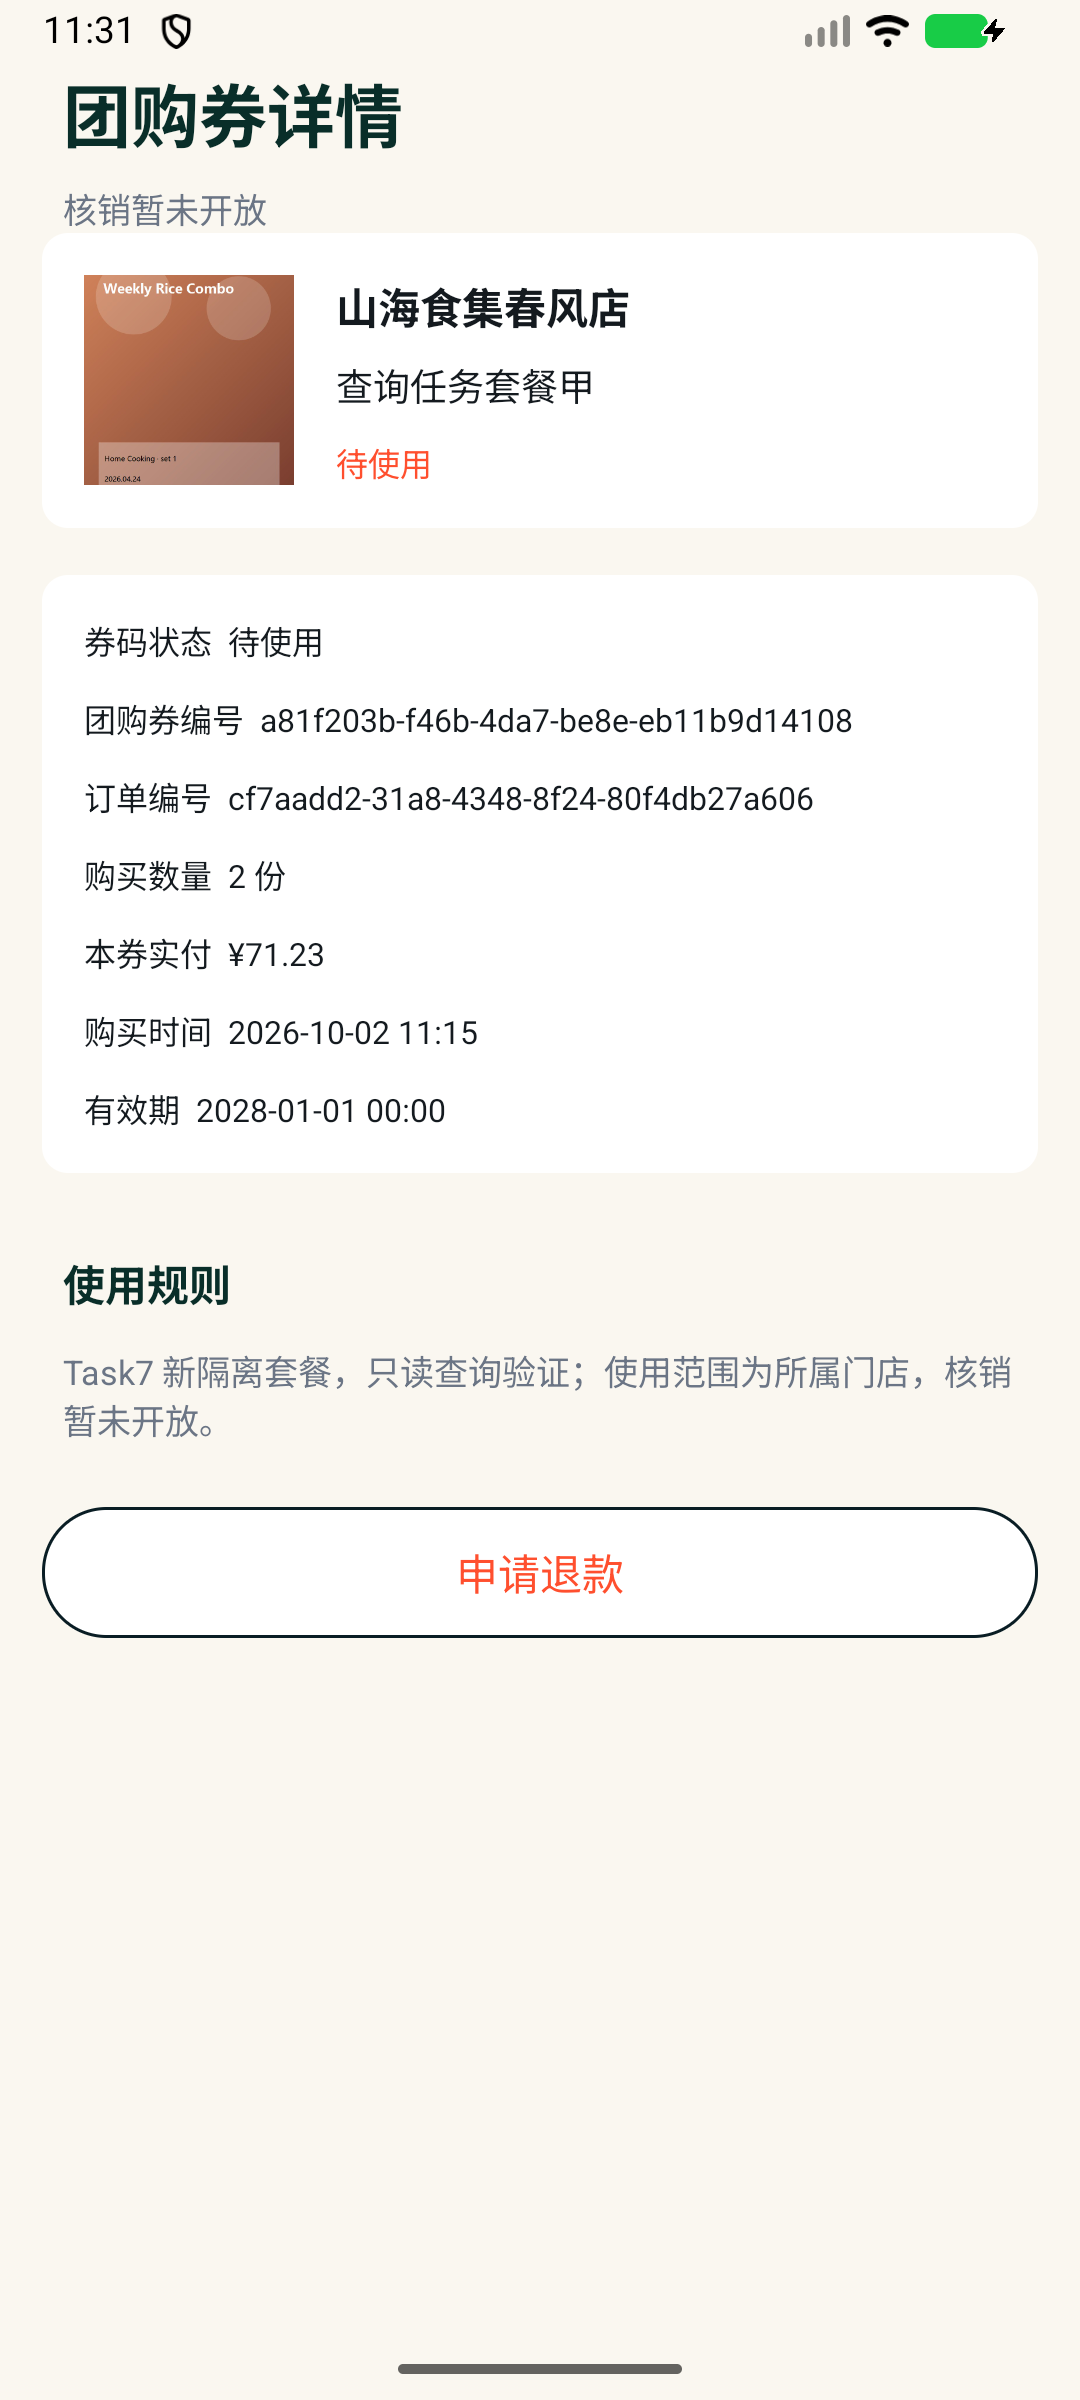 11:31
团购券详情
核销暂未开放
Weekly Rice Combo
Home Cooking · set 1
2026.04.24
山海食集春风店
查询任务套餐甲
待使用
券码状态 待使用
团购券编号 a81f203b-f46b-4da7-be8e-eb11b9d14108
订单编号 cf7aadd2-31a8-4348-8f24-80f4db27a606
购买数量 2 份
本券实付 ¥71.23
购买时间 2026-10-02 11:15
有效期 2028-01-01 00:00
使用规则
Task7 新隔离套餐，只读查询验证；使用范围为所属门店，核销
暂未开放。
申请退款